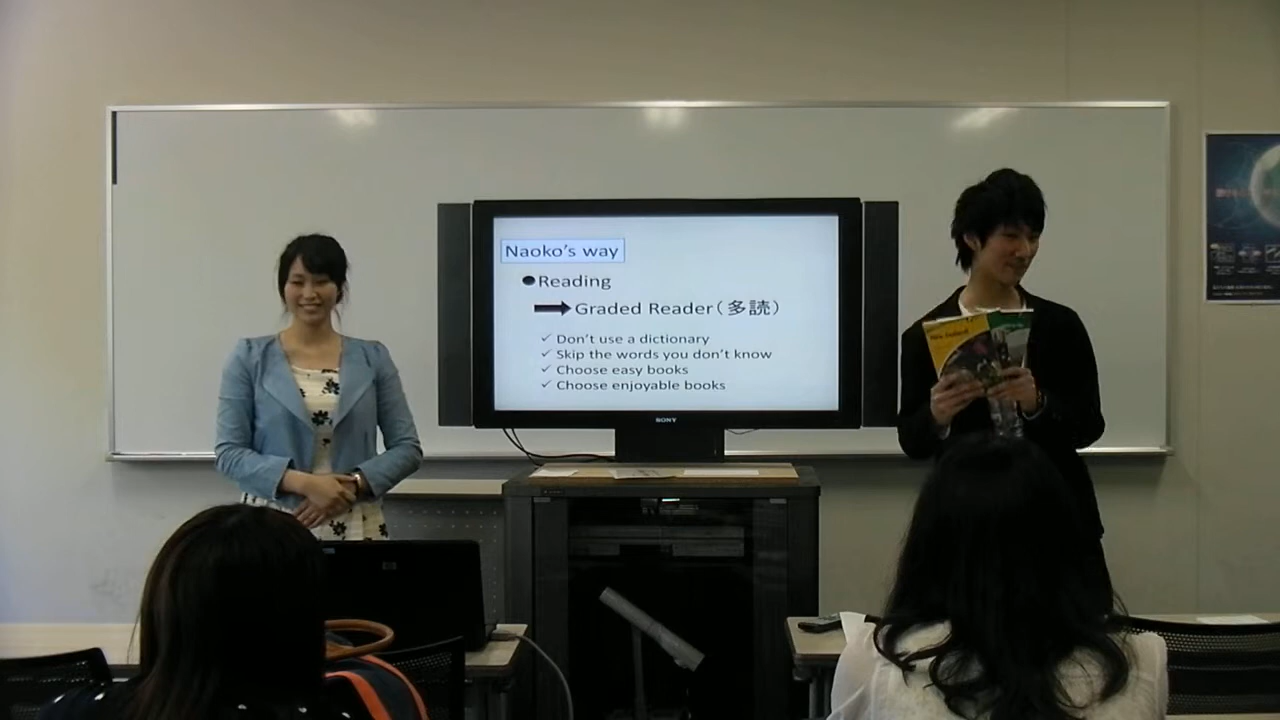 Naoko's way
●Reading
Graded Reader(多読)
✓ Don't use a dictionary
✓ Skip the words you don't know
✓ Choose easy books
✓ Choose enjoyable books
SONY